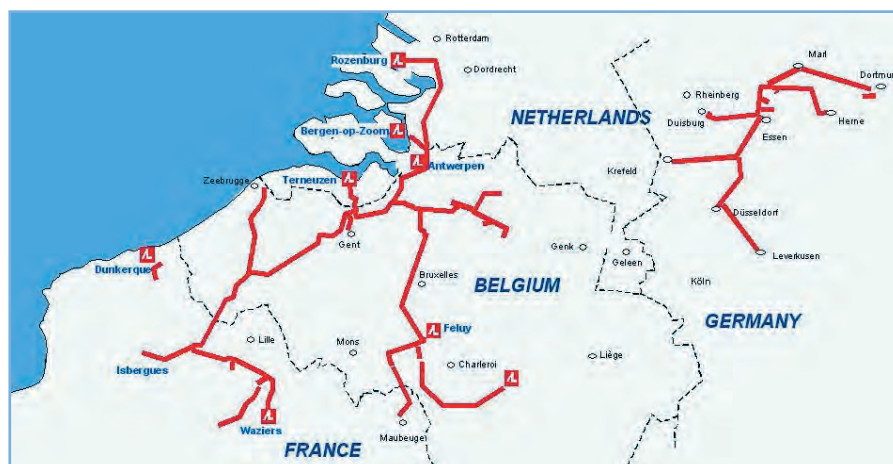 Rotterdam
Marl
Rozenburg
Dordrecht
Dortmun
Rheinberg
NETHERLANDS
Duisburg
Herne
Bergen-op-Zoom
Essen
Antwerpen
Krefeld
Zeebrugge
Terneuzen
Düsseldorf
Gent
Genk
Geleen
Leverkusen
Dunkerque
Bruxelles
BELGIUM
Köln
GERMANY
Feluy
Lille
Mons
Charleroi
Liège
Isbergues
Waziers
Maubeuge
FRANCE